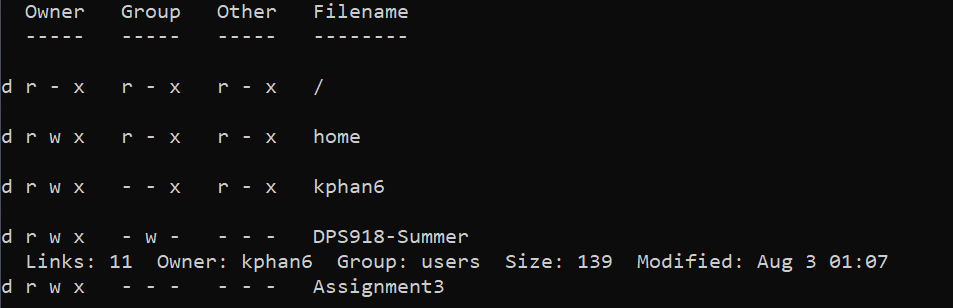 Owner Group Other Filename
----- ----- ----- --------
d r - x r - x r - x /
d r w x r - x r - x home
d r w x - - x r - x kphan6
d r w x - w - - - - DPS918-Summer
Links: 11 Owner: kphan6 Group: users Size: 139 Modified: Aug 3 01:07
d r w x - - - - - - Assignment3